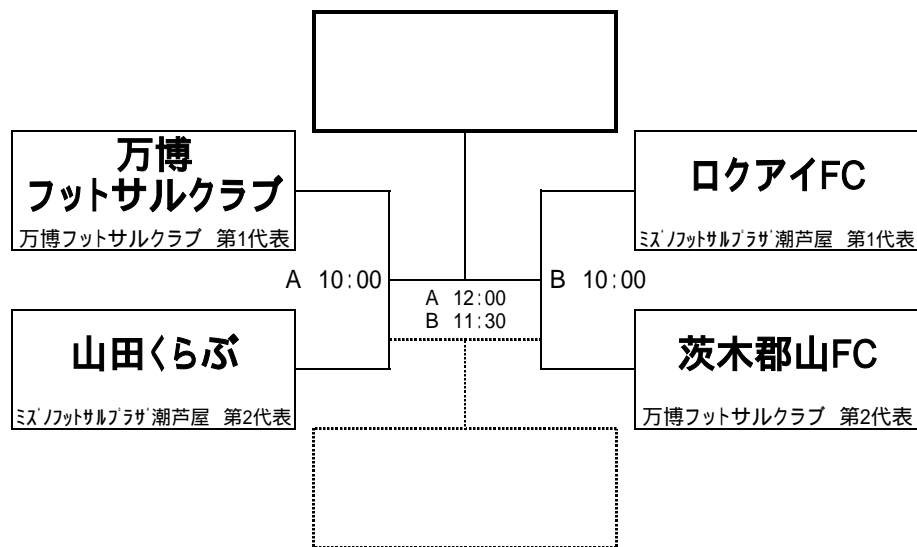 万博
フットサルクラブ
万博フットサルクラブ 第1代表
ロクアイFC
ﾐｽﾞﾉﾌｯﾄｻﾙﾌﾟﾗｻﾞ潮芦屋 第1代表
A 10:00
A 12:00
B 11:30
B 10:00
山田くらぶ
ﾐｽﾞﾉﾌｯﾄｻﾙﾌﾟﾗｻﾞ潮芦屋 第2代表
茨木郡山FC
万博フットサルクラブ 第2代表